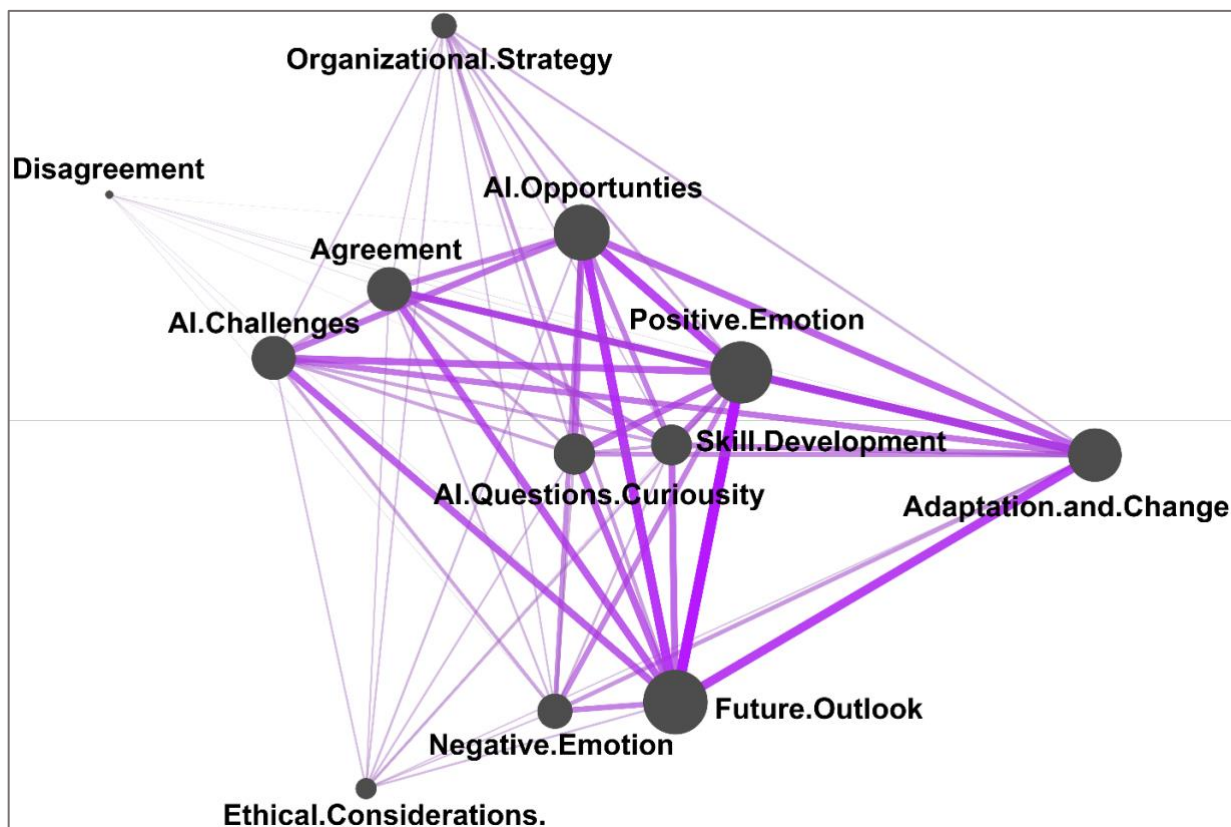 Organizational.Strategy
Disagreement
AI.Opportunties
Agreement
AI.Challenges
Positive.Emotion
Skill.Development
AI.Questions.Curiousity
Adaptation.and.Change
Future.Outlook
Negative.Emotion
Ethical.Considerations.